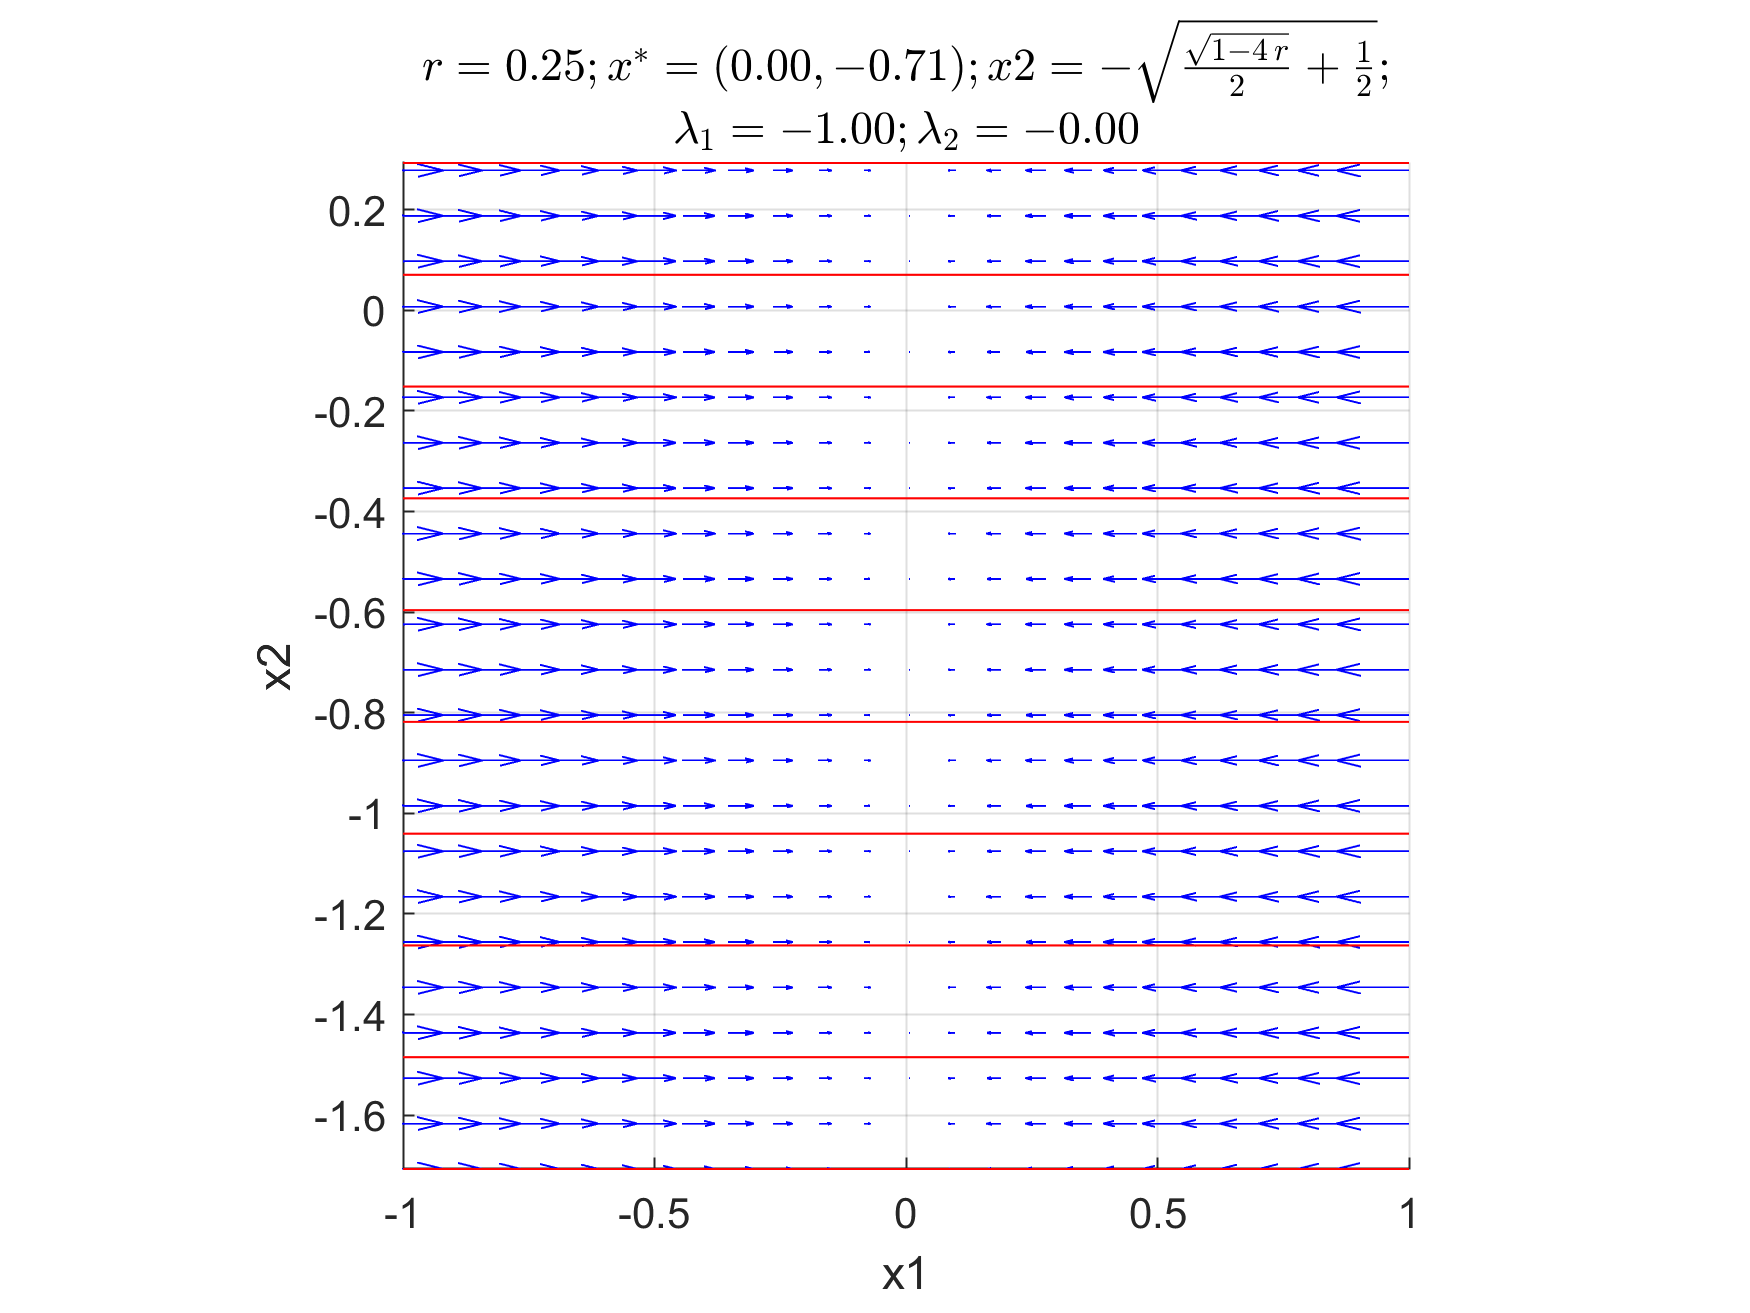 r = 0.25; x* = (0.00, −0.71); x2 = −√(√(1−4 r)/2 + 1/2);
λ₁ = −1.00; λ₂ = −0.00
0.2
0
-0.2
-0.4
-0.6
-0.8
-1
-1.2
-1.4
-1.6
x2
-1 -0.5 0 0.5 1
x1